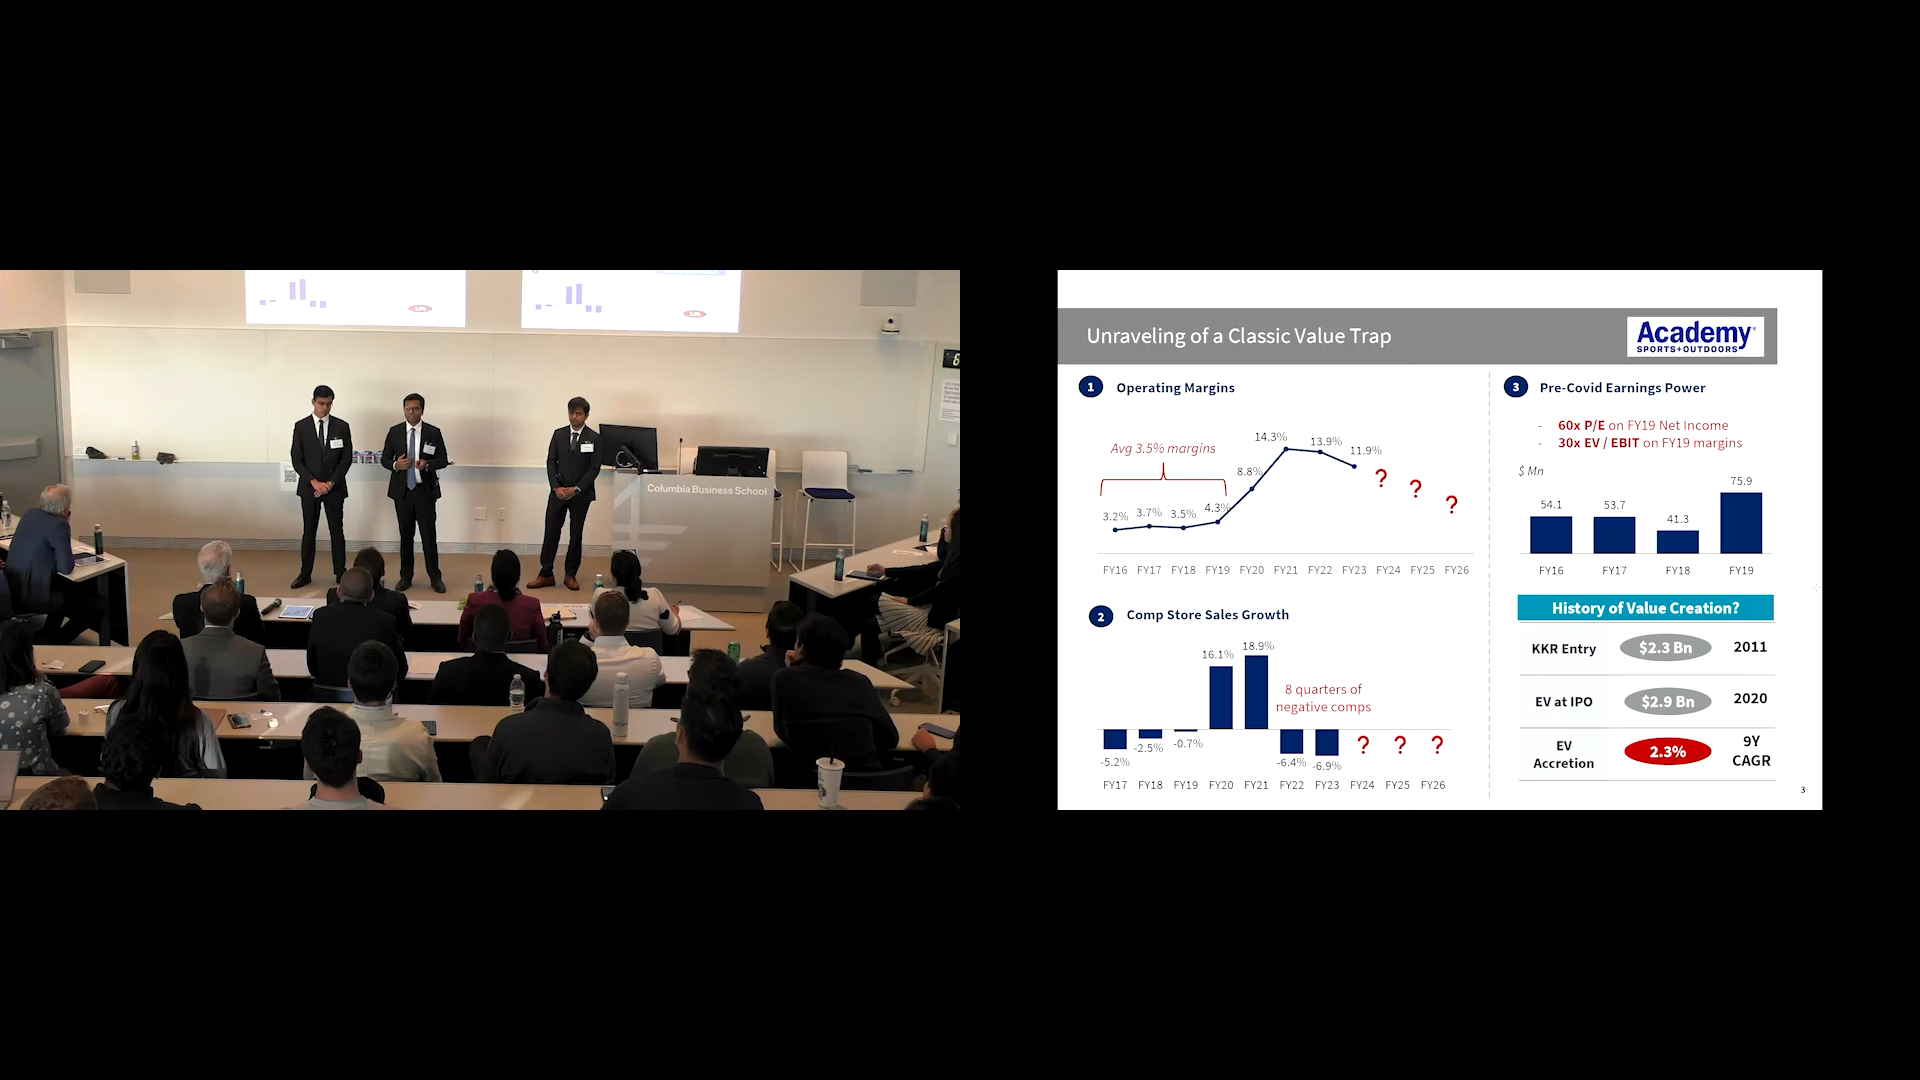 Columbia Business School
Unraveling of a Classic Value Trap
Academy
SPORTS+OUTDOORS
1 Operating Margins
Avg 3.5% margins
3.2% 3.7% 3.5% 4.3% 8.8% 14.3% 13.9% 11.9% ? ? ?
FY16 FY17 FY18 FY19 FY20 FY21 FY22 FY23 FY24 FY25 FY26
2 Comp Store Sales Growth
-5.2% -2.5% -0.7% 16.1% 18.9% -6.4% -6.9% ? ? ?
8 quarters of
negative comps
FY17 FY18 FY19 FY20 FY21 FY22 FY23 FY24 FY25 FY26
3 Pre-Covid Earnings Power
- 60x P/E on FY19 Net Income
- 30x EV / EBIT on FY19 margins
$ Mn
54.1 53.7 41.3 75.9
FY16 FY17 FY18 FY19
History of Value Creation?
KKR Entry $2.3 Bn 2011
EV at IPO $2.9 Bn 2020
EV
Accretion
2.3%
9Y
CAGR
3